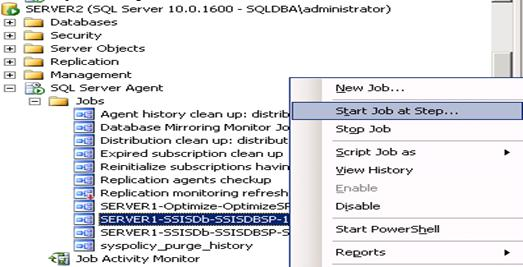 SERVER2 (SQL Server 10.0.1600 - SQLDBA\administrator)
Databases
Security
Server Objects
Replication
Management
SQL Server Agent
Jobs
Agent history clean up: distrib
Database Mirroring Monitor Jo
Distribution clean up: distribut
Expired subscription clean up
Reinitialize subscriptions havin
Replication agents checkup
Replication monitoring refresh
SERVER1-Optimize-OptimizeSP
SERVER1-SSISDb-SSISDBSP-1
SERVER1-SSISDb-SSISDBSP-S
syspolicy_purge_history
Job Activity Monitor
New Job...
Start Job at Step...
Stop Job
Script Job as
View History
Enable
Disable
Start PowerShell
Reports